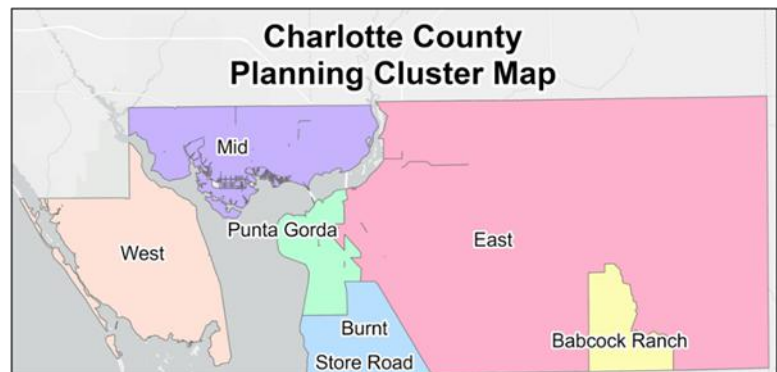 Charlotte County
Planning Cluster Map
Mid
Punta Gorda
West
East
Burnt
Store Road
Babcock Ranch